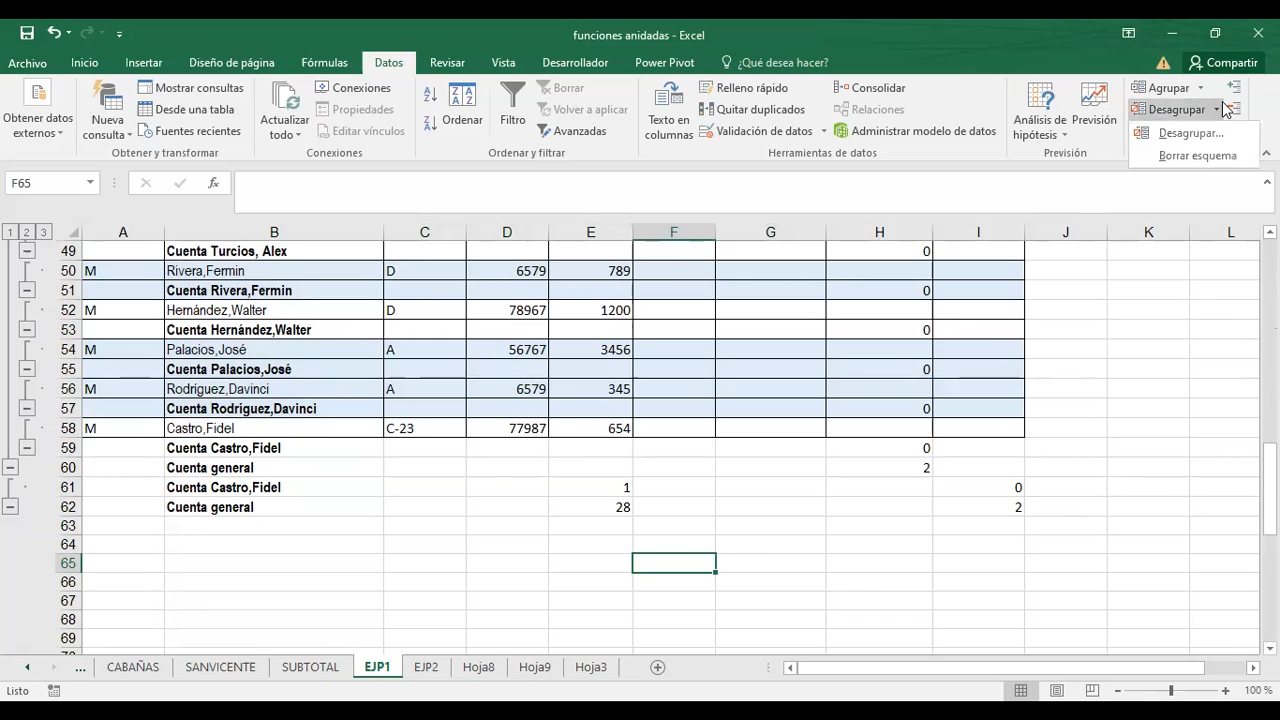 funciones anidadas - Excel
Archivo Inicio Insertar Diseño de página Fórmulas Datos Revisar Vista Desarrollador Power Pivot ¿Qué desea hacer? Compartir
Obtener datos externos
Nueva consulta
Mostrar consultas
Desde una tabla
Fuentes recientes
Obtener y transformar
Actualizar todo
Conexiones
Propiedades
Editar vínculos
Conexiones
Ordenar
Filtro
Borrar
Volver a aplicar
Avanzadas
Ordenar y filtrar
Texto en columnas
Relleno rápido
Quitar duplicados
Validación de datos
Consolidar
Relaciones
Administrar modelo de datos
Herramientas de datos
Análisis de hipótesis
Previsión
Previsión
Agrupar
Desagrupar
Desagrupar...
Borrar esquema
F65
1 2 3 A B C D E F G H I J K L
49 Cuenta Turcios, Alex 0
50 M Rivera,Fermin D 6579 789
51 Cuenta Rivera,Fermin 0
52 M Hernández,Walter D 78967 1200
53 Cuenta Hernández,Walter 0
54 M Palacios,José A 56767 3456
55 Cuenta Palacios,José 0
56 M Rodríguez,Davinci A 6579 345
57 Cuenta Rodríguez,Davinci 0
58 M Castro,Fidel C-23 77987 654
59 Cuenta Castro,Fidel 0
60 Cuenta general 2
61 Cuenta Castro,Fidel 1 0
62 Cuenta general 28 2
63
64
65
66
67
68
69
... CABAÑAS SANVICENTE SUBTOTAL EJP1 EJP2 Hoja8 Hoja9 Hoja3
Listo 100 %